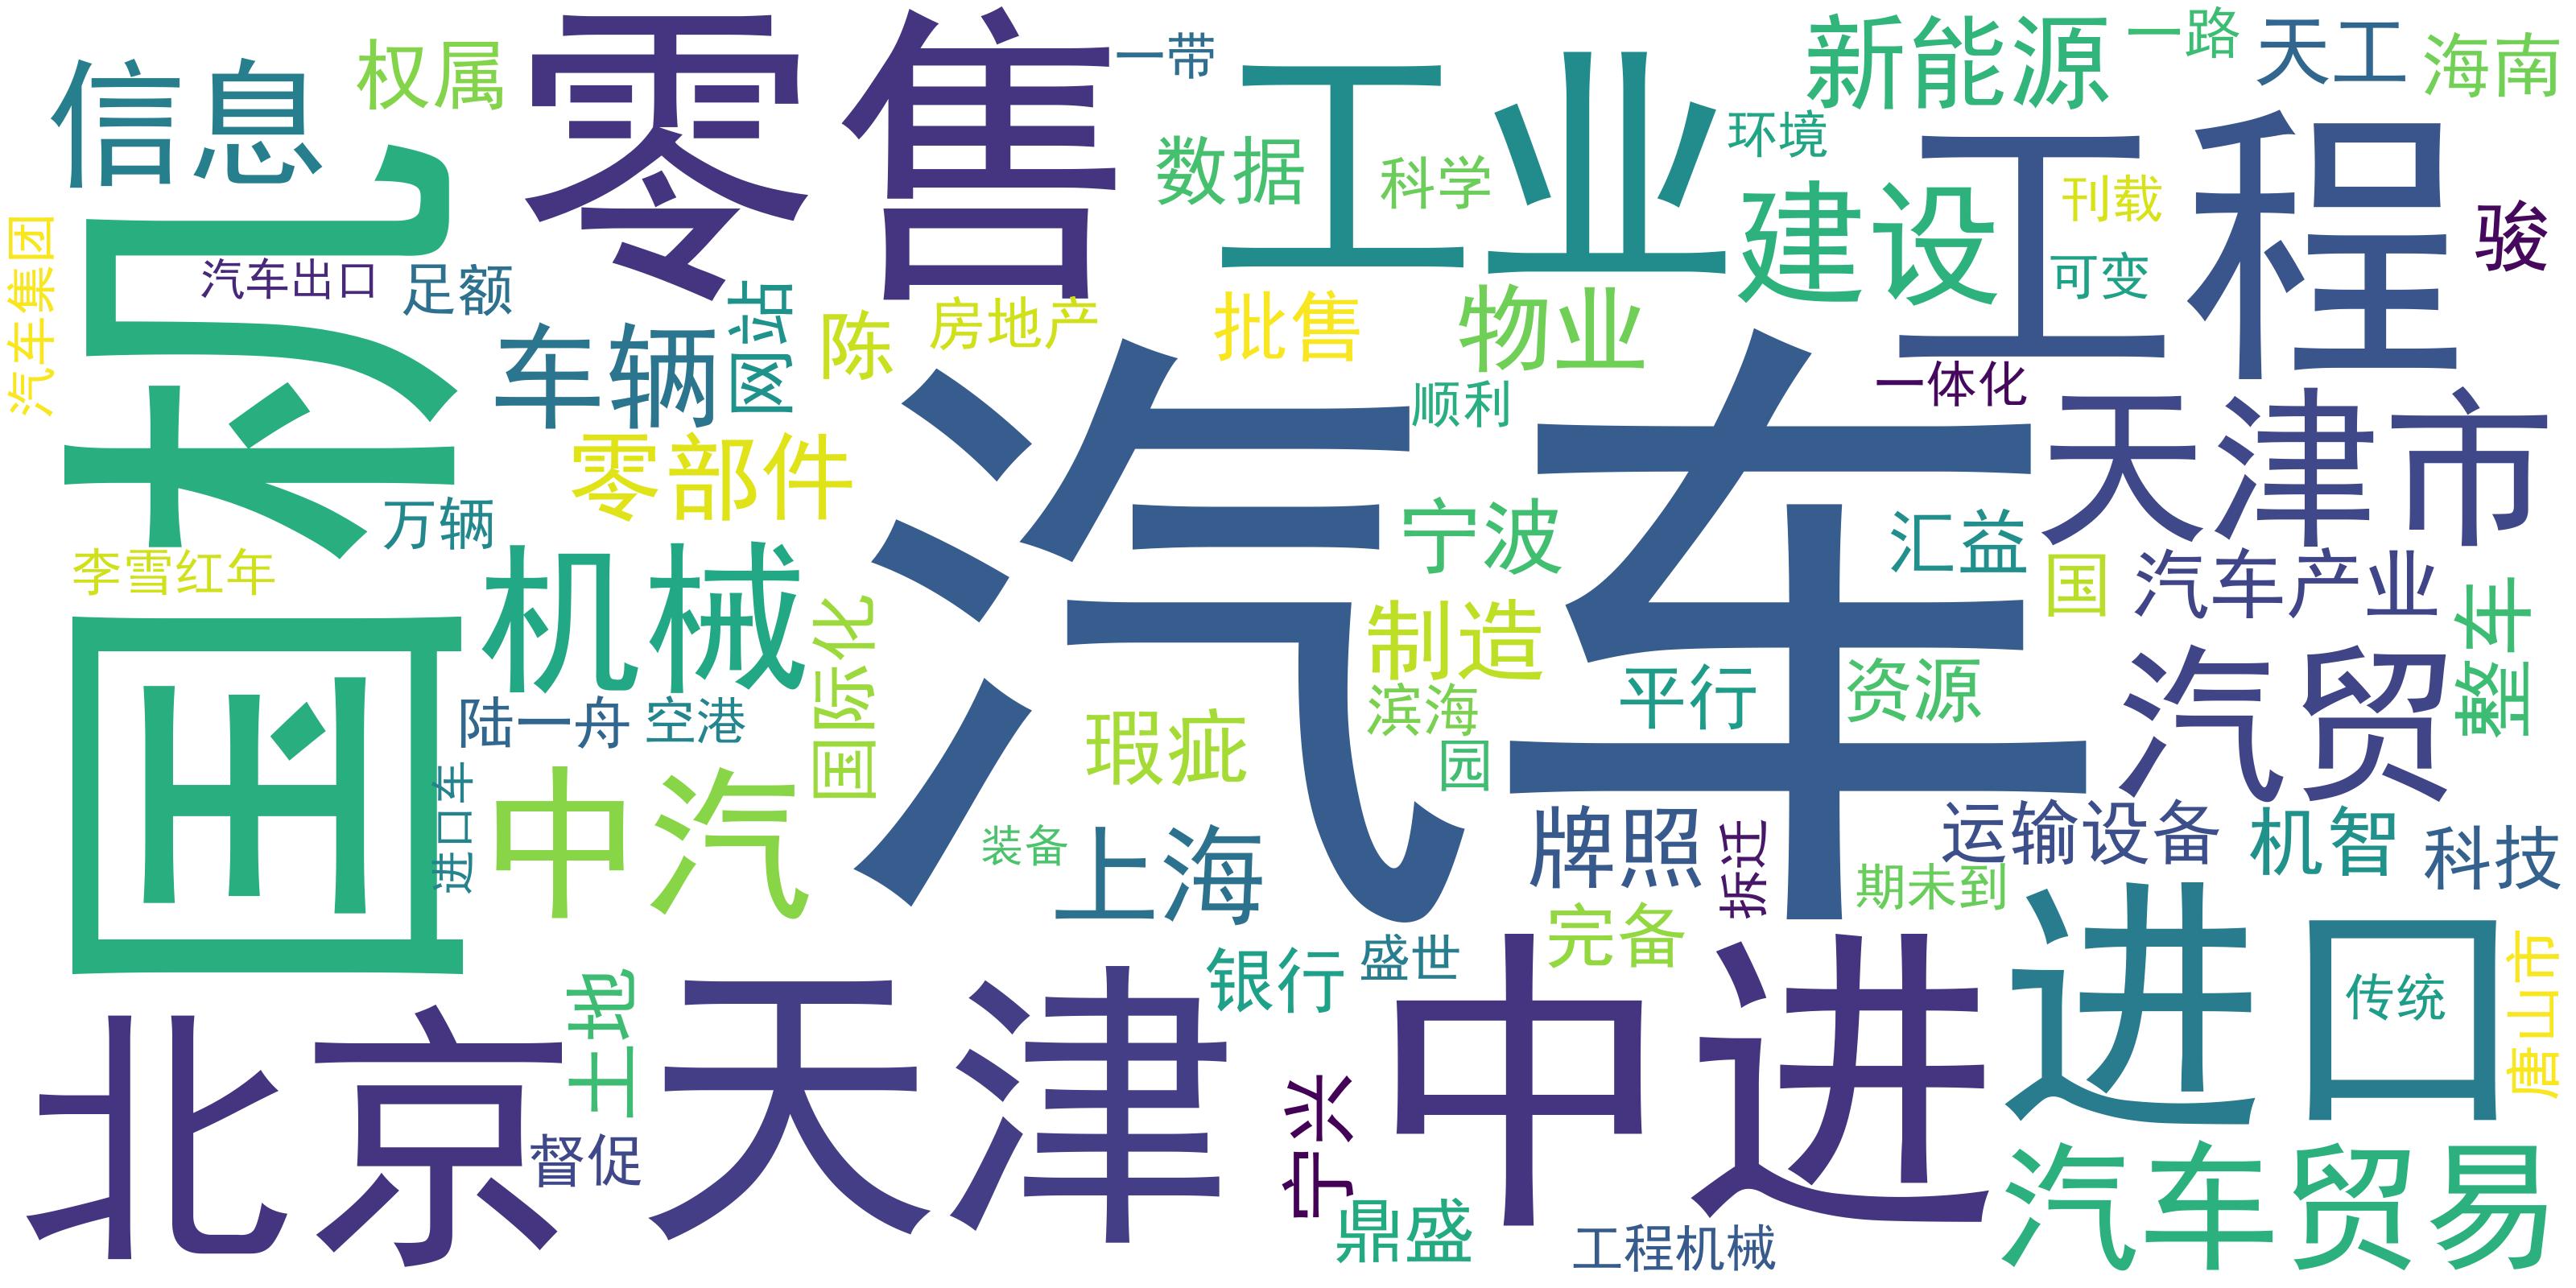 信息
权属
零售
一带
工业
新能源
一路
天工
海南
数据
科学
环境
工程
刊载
骏
建设
可变
汽车集团
国机
汽车出口
足额
车辆
网站
陈
房地产
批售
物业
顺利
一体化
天津市
零部件
汽车
万辆
宁波
汇益
国
汽车产业
整车
李雪红年
机械
国际化
制造
滨海
园
平行
资源
汽贸
陆一舟
空港
瑕疵
进口车
中汽
装备
上海
牌照
拆迁
运输设备
机智
科技
期未到
完备
盛世
银行
进口
传统
唐山市
北京
土地
天津
中进
督促
宁兴
鼎盛
工程机械
汽车贸易